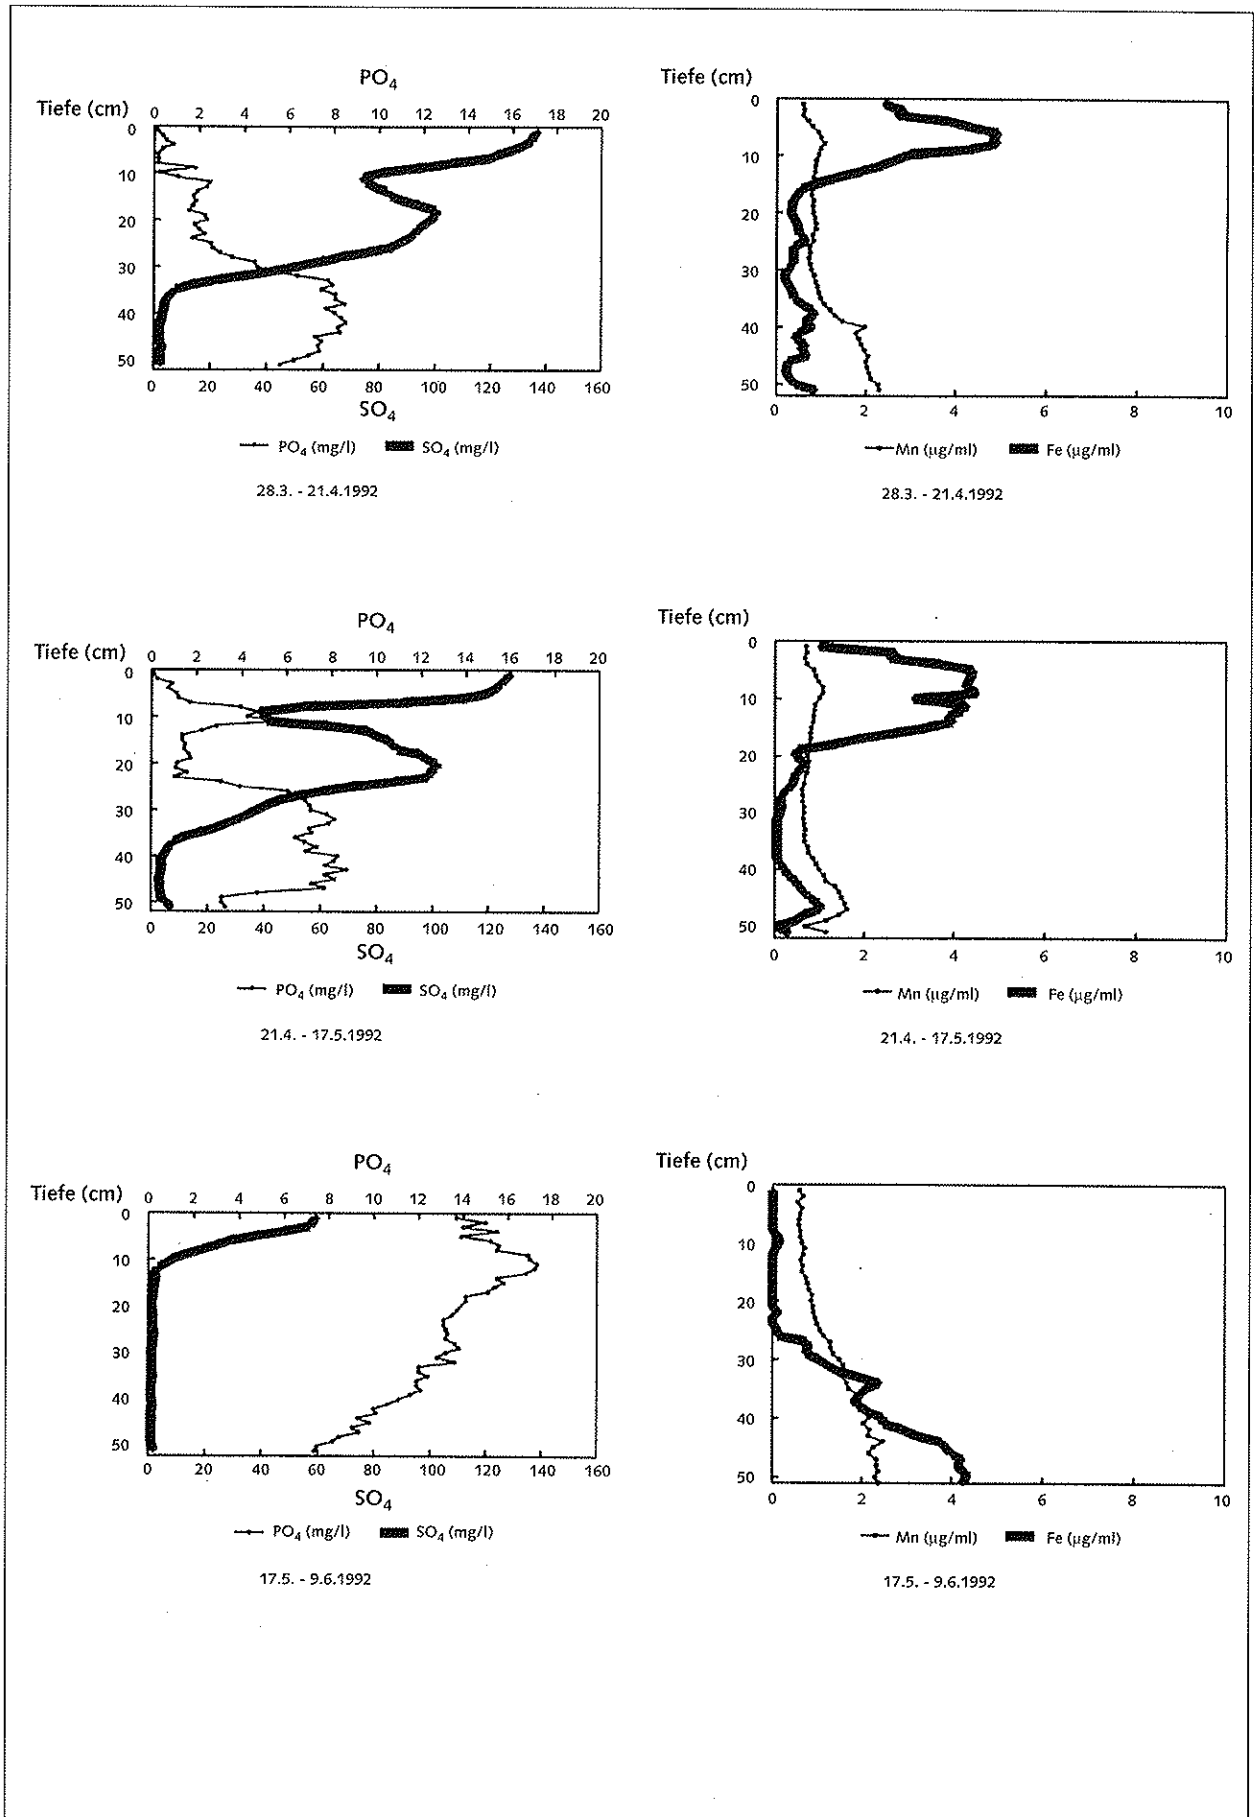 PO4
Tiefe (cm) 0 2 4 6 8 10 12 14 16 18 20
0
10
20
30
40
50
0 20 40 60 80 100 120 140 160
SO4
PO4 (mg/l) SO4 (mg/l)
28.3. - 21.4.1992
Tiefe (cm)
0
10
20
30
40
50
0 2 4 6 8 10
Mn (µg/ml) Fe (µg/ml)
28.3. - 21.4.1992
PO4
Tiefe (cm) 0 2 4 6 8 10 12 14 16 18 20
0
10
20
30
40
50
0 20 40 60 80 100 120 140 160
SO4
PO4 (mg/l) SO4 (mg/l)
21.4. - 17.5.1992
Tiefe (cm)
0
10
20
30
40
50
0 2 4 6 8 10
Mn (µg/ml) Fe (µg/ml)
21.4. - 17.5.1992
PO4
Tiefe (cm) 0 2 4 6 8 10 12 14 16 18 20
0
10
20
30
40
50
0 20 40 60 80 100 120 140 160
SO4
PO4 (mg/l) SO4 (mg/l)
17.5. - 9.6.1992
Tiefe (cm)
0
10
20
30
40
50
0 2 4 6 8 10
Mn (µg/ml) Fe (µg/ml)
17.5. - 9.6.1992